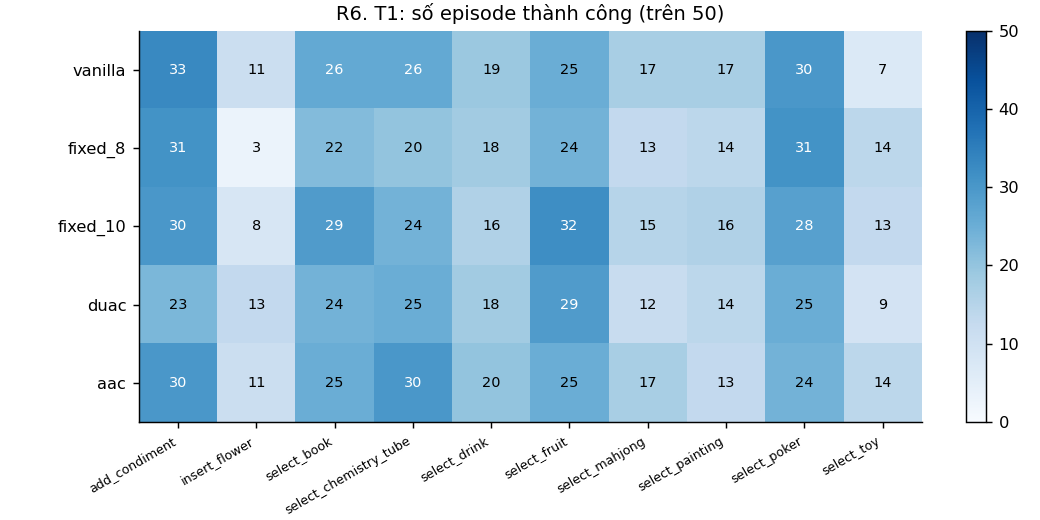 R6. T1: số episode thành công (trên 50)
vanilla 33 11 26 26 19 25 17 17 30 7
fixed_8 31 3 22 20 18 24 13 14 31 14
fixed_10 30 8 29 24 16 32 15 16 28 13
duac 23 13 24 25 18 29 12 14 25 9
aac 30 11 25 30 20 25 17 13 24 14
add_condiment insert_flower select_book select_chemistry_tube select_drink select_fruit select_mahjong select_painting select_poker select_toy
50
40
30
20
10
0